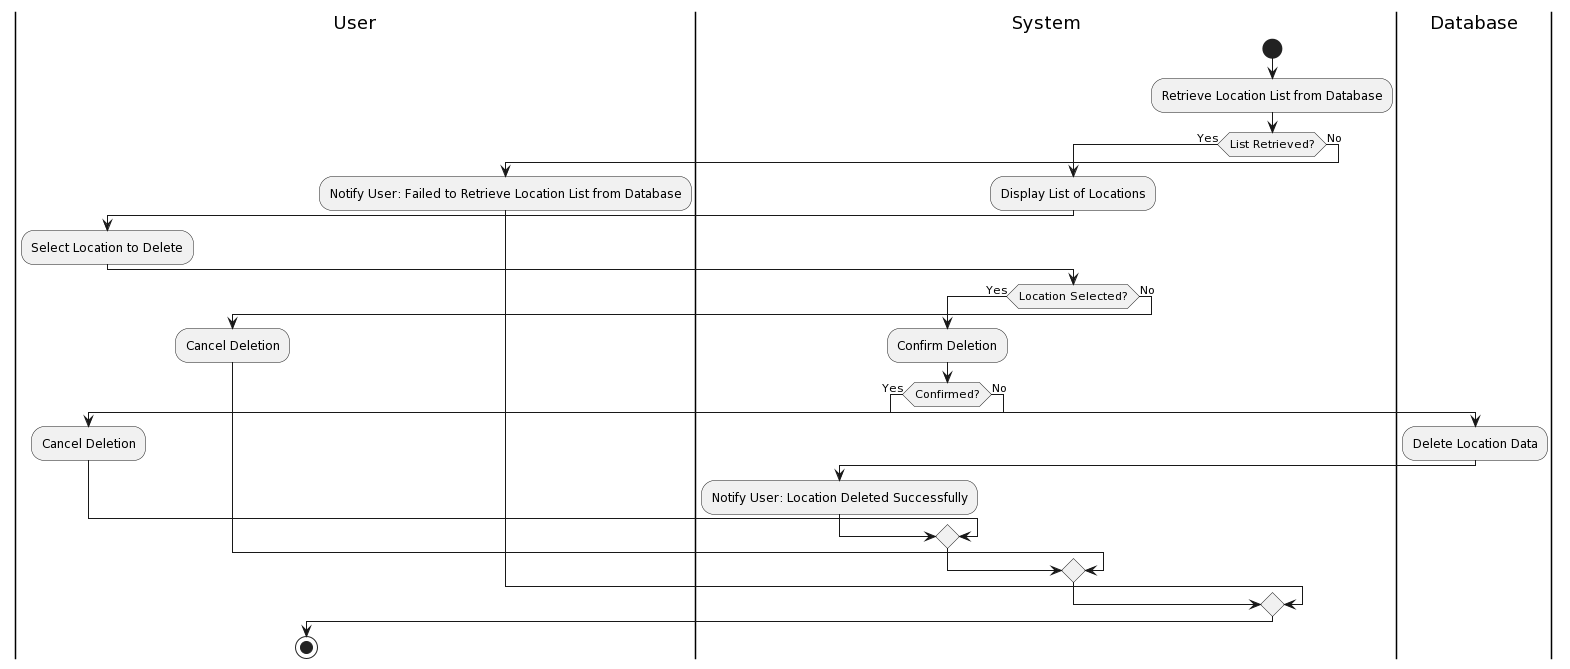 User
System
Database
Retrieve Location List from Database
Yes
List Retrieved?
No
Notify User: Failed to Retrieve Location List from Database
Display List of Locations
Select Location to Delete
Yes
Location Selected?
No
Cancel Deletion
Confirm Deletion
Yes
Confirmed?
No
Cancel Deletion
Delete Location Data
Notify User: Location Deleted Successfully